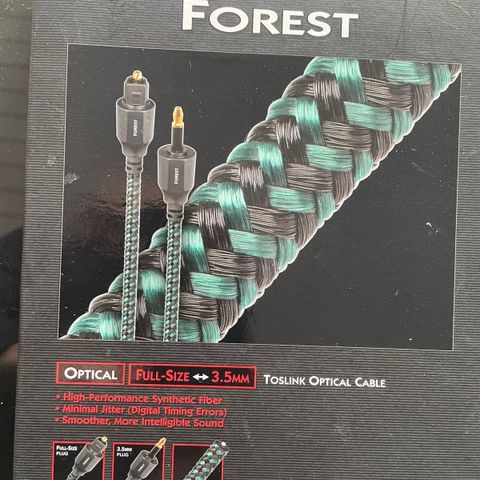 FOREST
FOREST
FOREST
OPTICAL FULL-SIZE ↔ 3.5MM TOSLINK OPTICAL CABLE
• High-Performance Synthetic Fiber
• Minimal Jitter (Digital Timing Errors)
• Smoother, More Intelligible Sound
FULL-SIZE PLUG
3.5MM PLUG